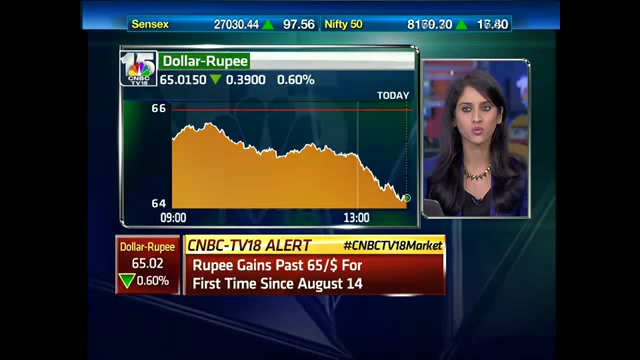 Sensex 27030.44 ▲ 97.56 Nifty 50 ▲
15
CNBC
TV18
Dollar-Rupee
65.0150 ▼ 0.3900 0.60%
TODAY
66
64
09:00 13:00
Dollar-Rupee
65.02
▼ 0.60%
CNBC-TV18 ALERT #CNBCTV18Market
Rupee Gains Past 65/$ For
First Time Since August 14